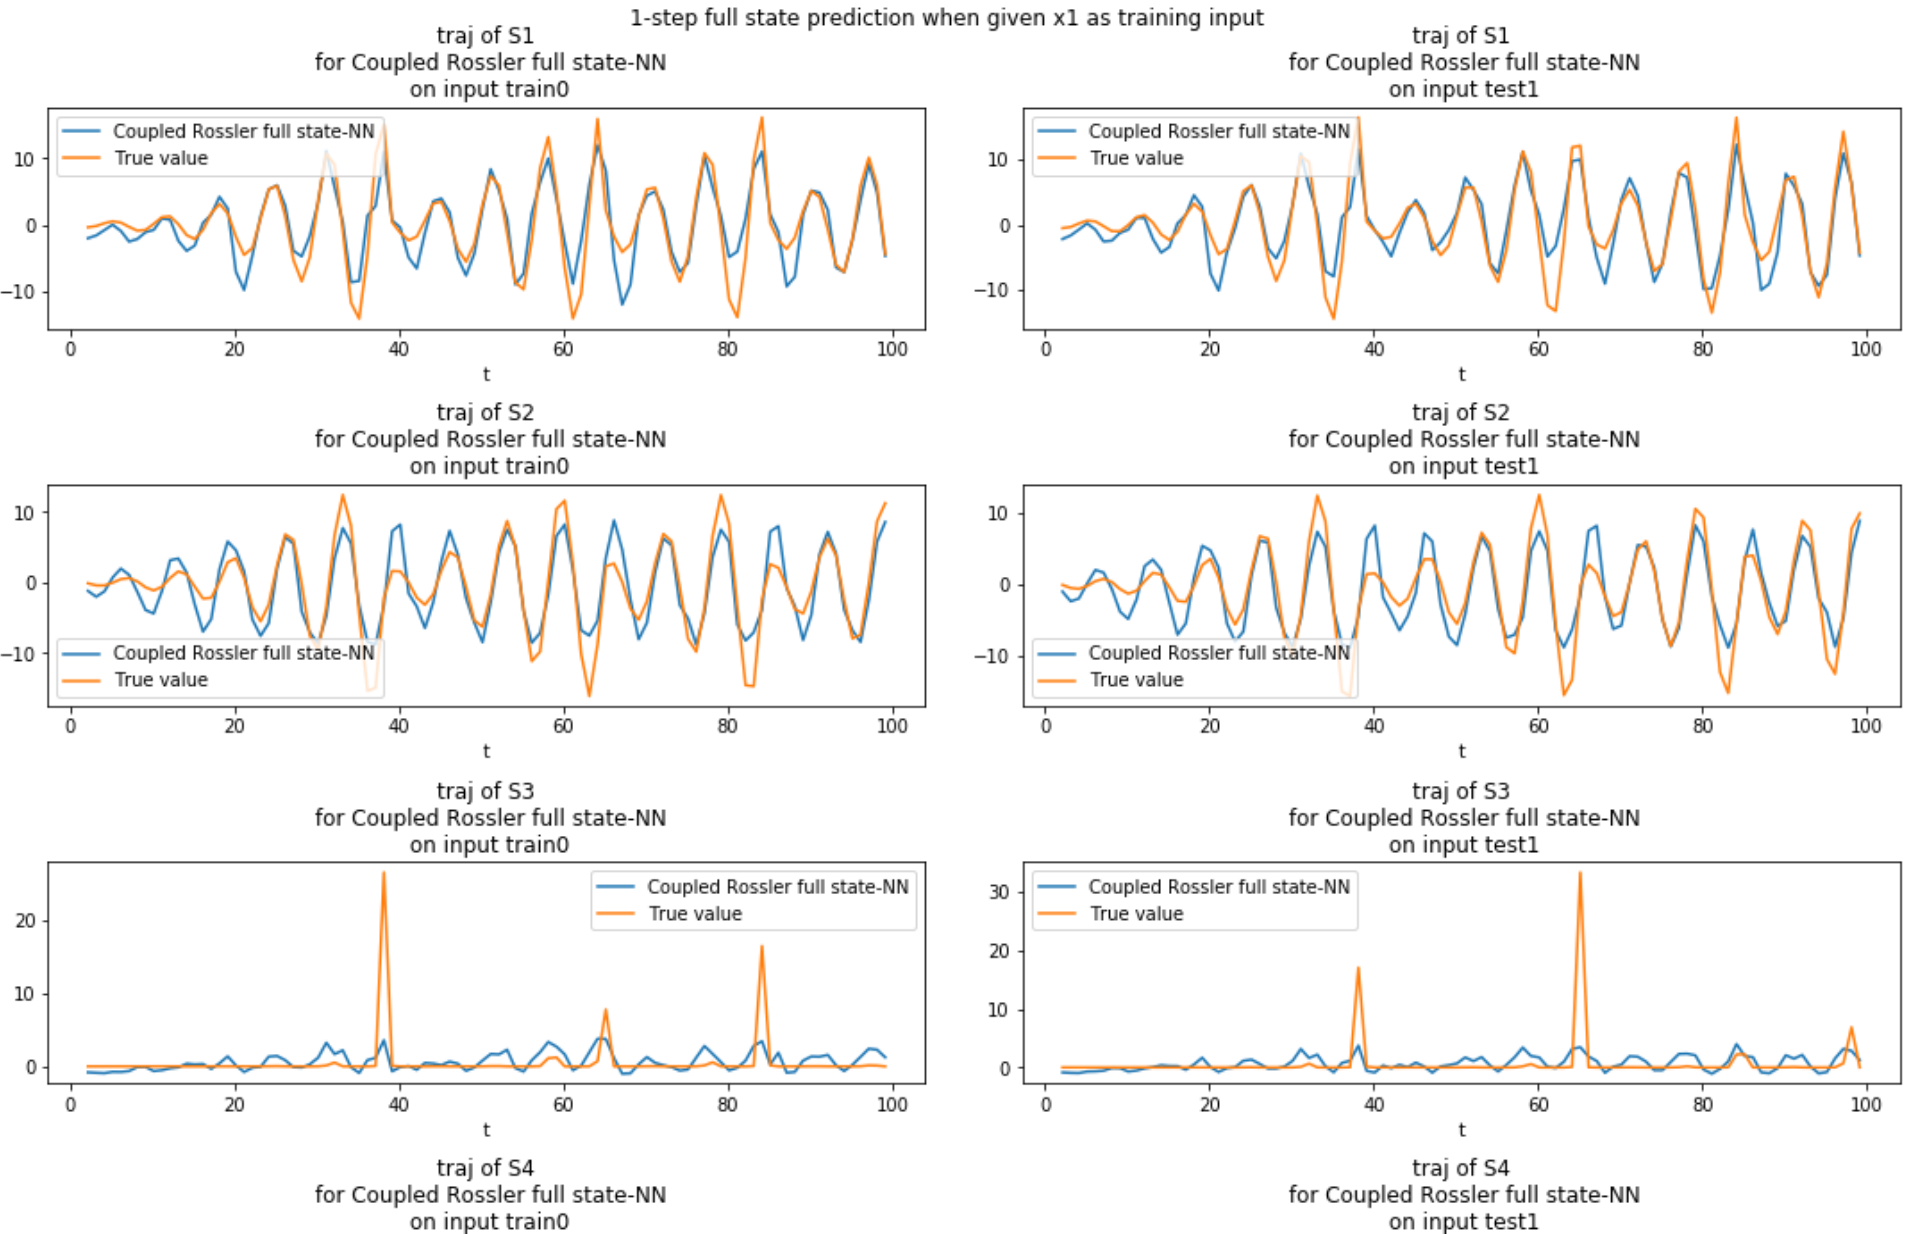 1-step full state prediction when given x1 as training input
traj of S1
for Coupled Rossler full state-NN
on input train0
Coupled Rossler full state-NN
True value
10
0
−10
0 20 40 60 80 100
t
traj of S1
for Coupled Rossler full state-NN
on input test1
Coupled Rossler full state-NN
True value
10
0
−10
0 20 40 60 80 100
t
traj of S2
for Coupled Rossler full state-NN
on input train0
10
0
−10
Coupled Rossler full state-NN
True value
0 20 40 60 80 100
t
traj of S2
for Coupled Rossler full state-NN
on input test1
10
0
−10
Coupled Rossler full state-NN
True value
0 20 40 60 80 100
t
traj of S3
for Coupled Rossler full state-NN
on input train0
Coupled Rossler full state-NN
True value
20
10
0
0 20 40 60 80 100
t
traj of S3
for Coupled Rossler full state-NN
on input test1
Coupled Rossler full state-NN
True value
30
20
10
0
0 20 40 60 80 100
t
traj of S4
for Coupled Rossler full state-NN
on input train0
traj of S4
for Coupled Rossler full state-NN
on input test1